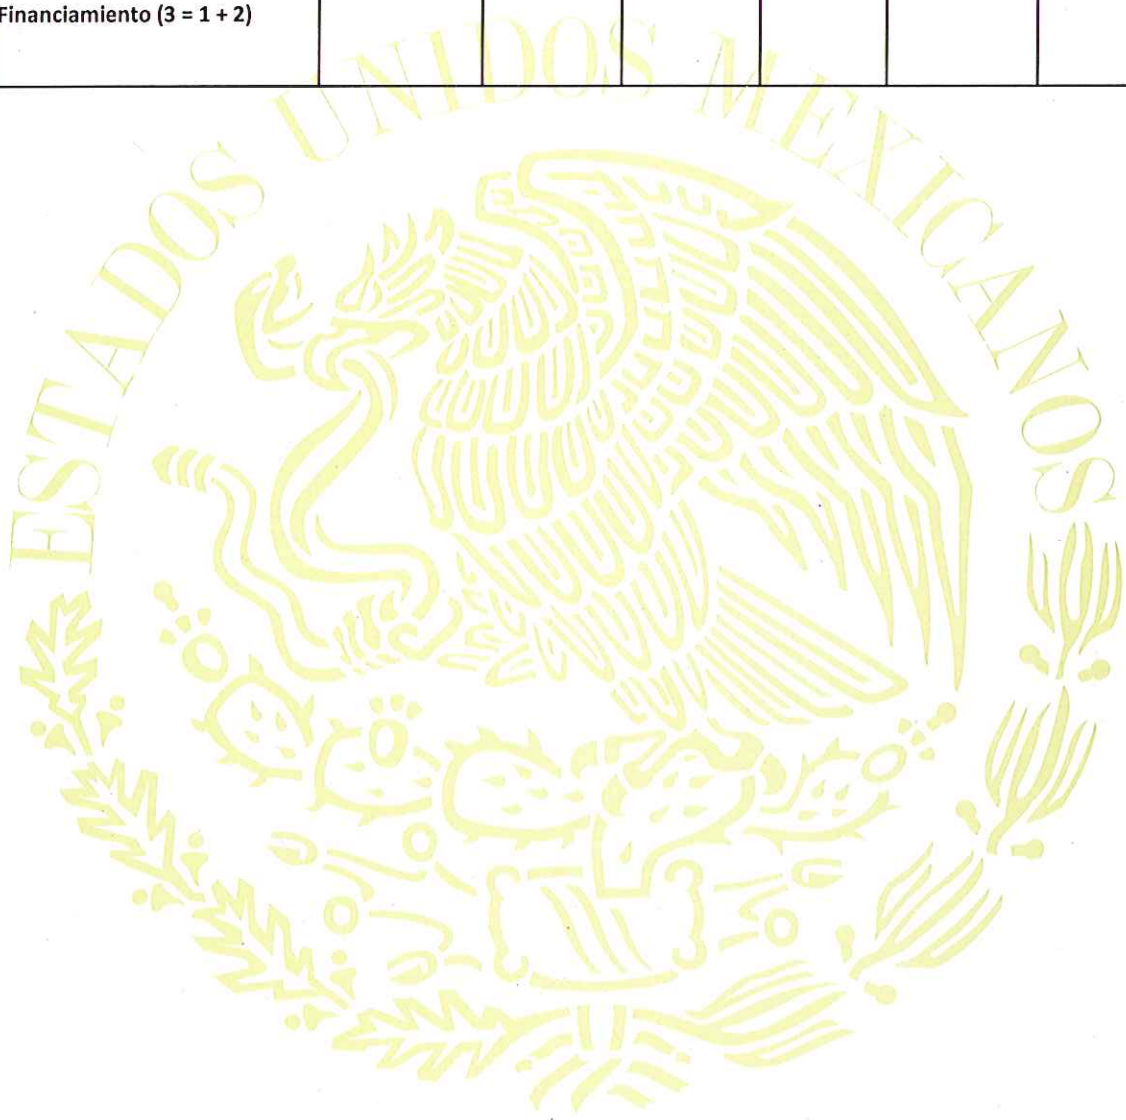 Financiamiento (3 = 1 + 2)
ESTADOS UNIDOS MEXICANOS